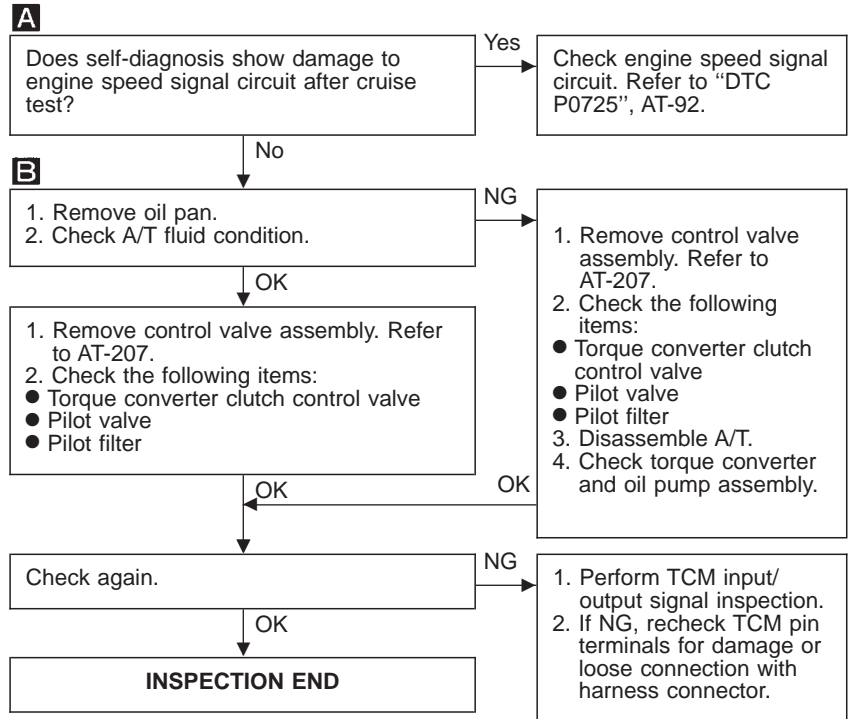 A
Does self-diagnosis show damage to
engine speed signal circuit after cruise
test?
Yes
Check engine speed signal
circuit. Refer to ‘‘DTC
P0725’’, AT-92.
No
B
1. Remove oil pan.
2. Check A/T fluid condition.
NG
1. Remove control valve
assembly. Refer to
AT-207.
2. Check the following
items:
● Torque converter clutch
control valve
● Pilot valve
● Pilot filter
3. Disassemble A/T.
4. Check torque converter
and oil pump assembly.
OK
1. Remove control valve assembly. Refer
to AT-207.
2. Check the following items:
● Torque converter clutch control valve
● Pilot valve
● Pilot filter
OK
OK
Check again.
NG
1. Perform TCM input/
output signal inspection.
2. If NG, recheck TCM pin
terminals for damage or
loose connection with
harness connector.
OK
INSPECTION END